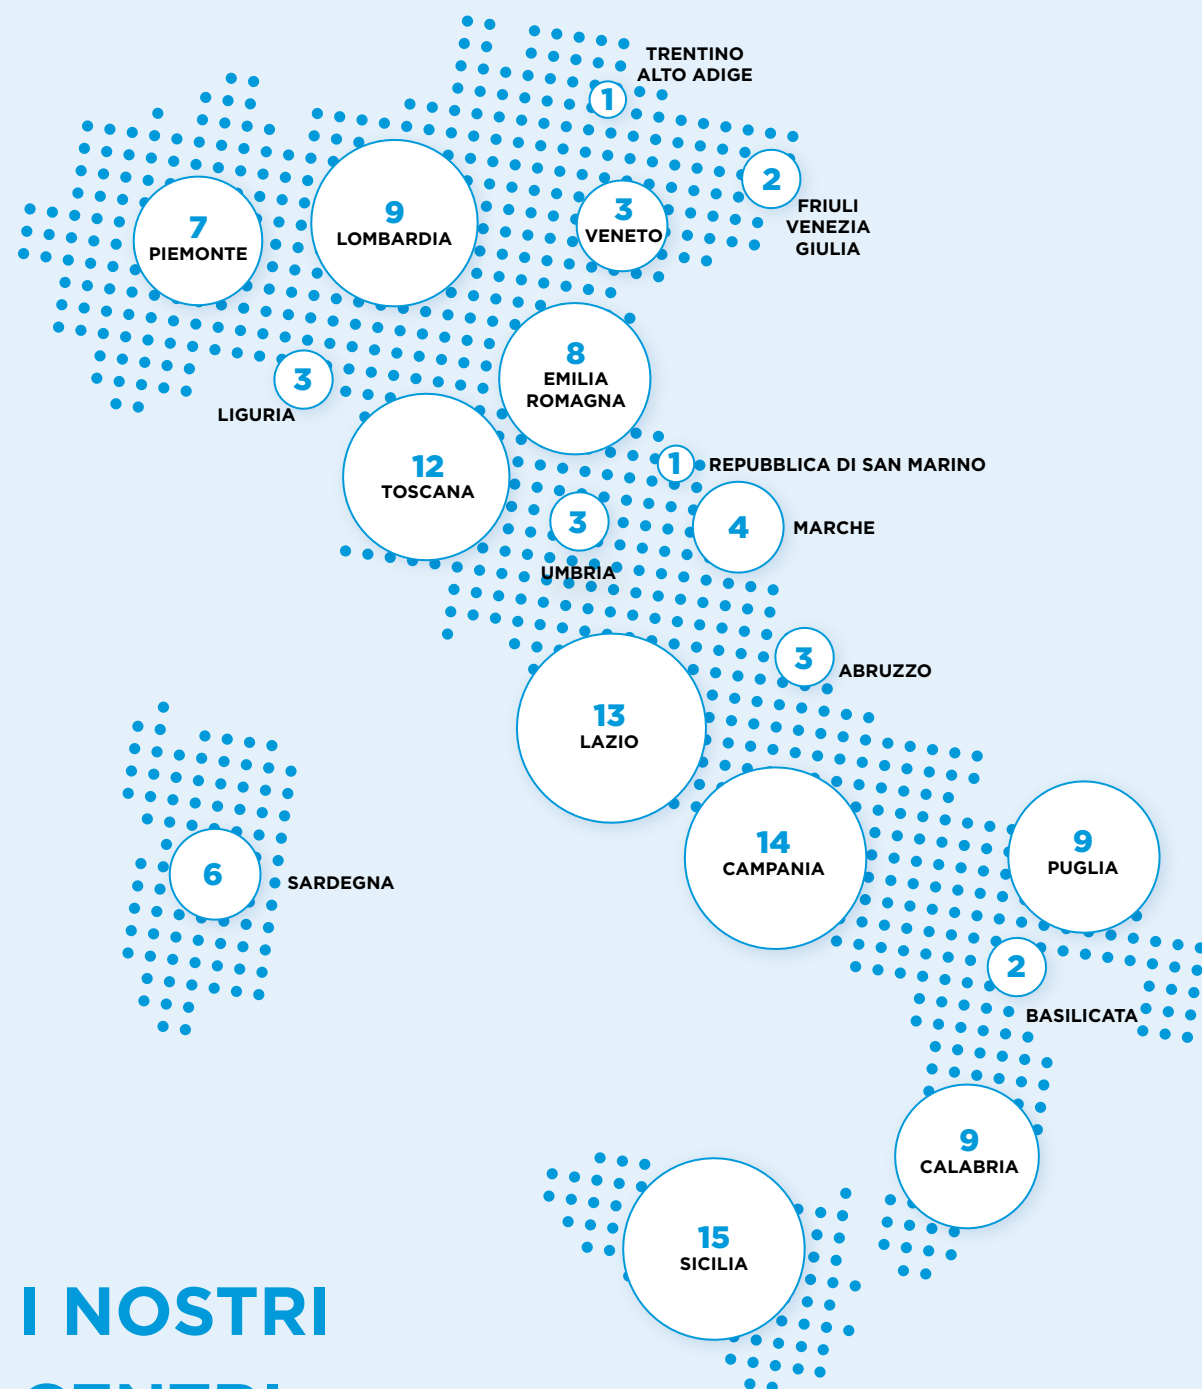 TRENTINO
ALTO ADIGE
1
2
FRIULI
VENEZIA
GIULIA
3
VENETO
9
LOMBARDIA
7
PIEMONTE
8
EMILIA
ROMAGNA
3
LIGURIA
12
TOSCANA
1
REPUBBLICA DI SAN MARINO
3
UMBRIA
4
MARCHE
3
ABRUZZO
13
LAZIO
14
CAMPANIA
9
PUGLIA
6
SARDEGNA
2
BASILICATA
9
CALABRIA
15
SICILIA
I NOSTRI
CENTRI